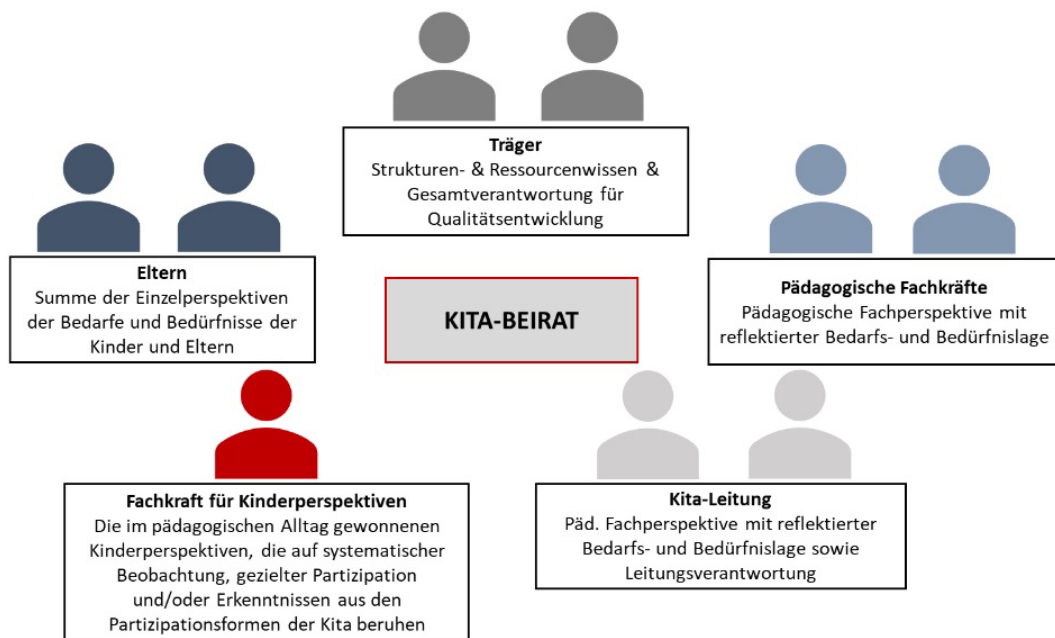 Träger
Strukturen- & Ressourcenwissen &
Gesamtverantwortung für
Qualitätsentwicklung
Eltern
Summe der Einzelperspektiven
der Bedarfe und Bedürfnisse der
Kinder und Eltern
KITA-BEIRAT
Pädagogische Fachkräfte
Pädagogische Fachperspektive mit
reflektierter Bedarfs- und Bedürfnislage
Fachkraft für Kinderperspektiven
Die im pädagogischen Alltag gewonnenen
Kinderperspektiven, die auf systematischer
Beobachtung, gezielter Partizipation
und/oder Erkenntnissen aus den
Partizipationsformen der Kita beruhen
Kita-Leitung
Päd. Fachperspektive mit reflektierter
Bedarfs- und Bedürfnislage sowie
Leitungsverantwortung